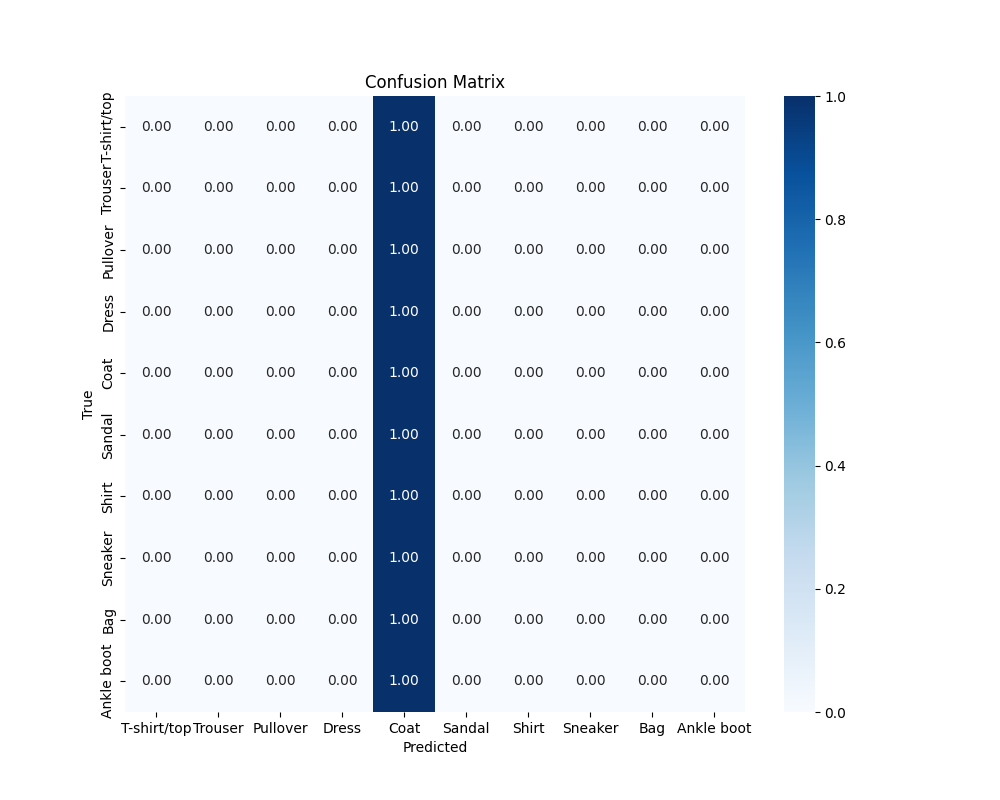 Confusion Matrix
T-shirt/top 0.00 0.00 0.00 0.00 1.00 0.00 0.00 0.00 0.00 0.00
Trouser 0.00 0.00 0.00 0.00 1.00 0.00 0.00 0.00 0.00 0.00
Pullover 0.00 0.00 0.00 0.00 1.00 0.00 0.00 0.00 0.00 0.00
Dress 0.00 0.00 0.00 0.00 1.00 0.00 0.00 0.00 0.00 0.00
Coat 0.00 0.00 0.00 0.00 1.00 0.00 0.00 0.00 0.00 0.00
Sandal 0.00 0.00 0.00 0.00 1.00 0.00 0.00 0.00 0.00 0.00
Shirt 0.00 0.00 0.00 0.00 1.00 0.00 0.00 0.00 0.00 0.00
Sneaker 0.00 0.00 0.00 0.00 1.00 0.00 0.00 0.00 0.00 0.00
Bag 0.00 0.00 0.00 0.00 1.00 0.00 0.00 0.00 0.00 0.00
Ankle boot 0.00 0.00 0.00 0.00 1.00 0.00 0.00 0.00 0.00 0.00
True
T-shirt/top Trouser Pullover Dress Coat Sandal Shirt Sneaker Bag Ankle boot
Predicted
1.0
0.8
0.6
0.4
0.2
0.0